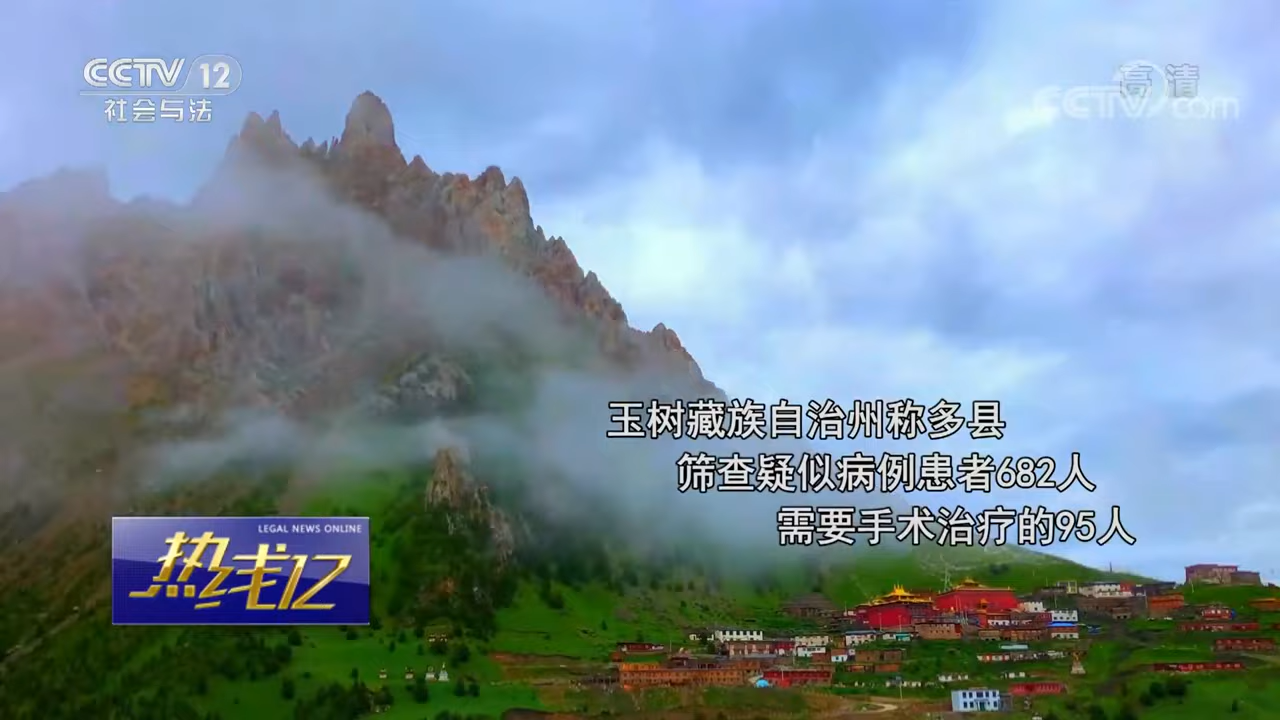 CCTV 12
社会与法
高清
CCTV.com
玉树藏族自治州称多县
筛查疑似病例患者682人
需要手术治疗的95人
LEGAL NEWS ONLINE
热线12